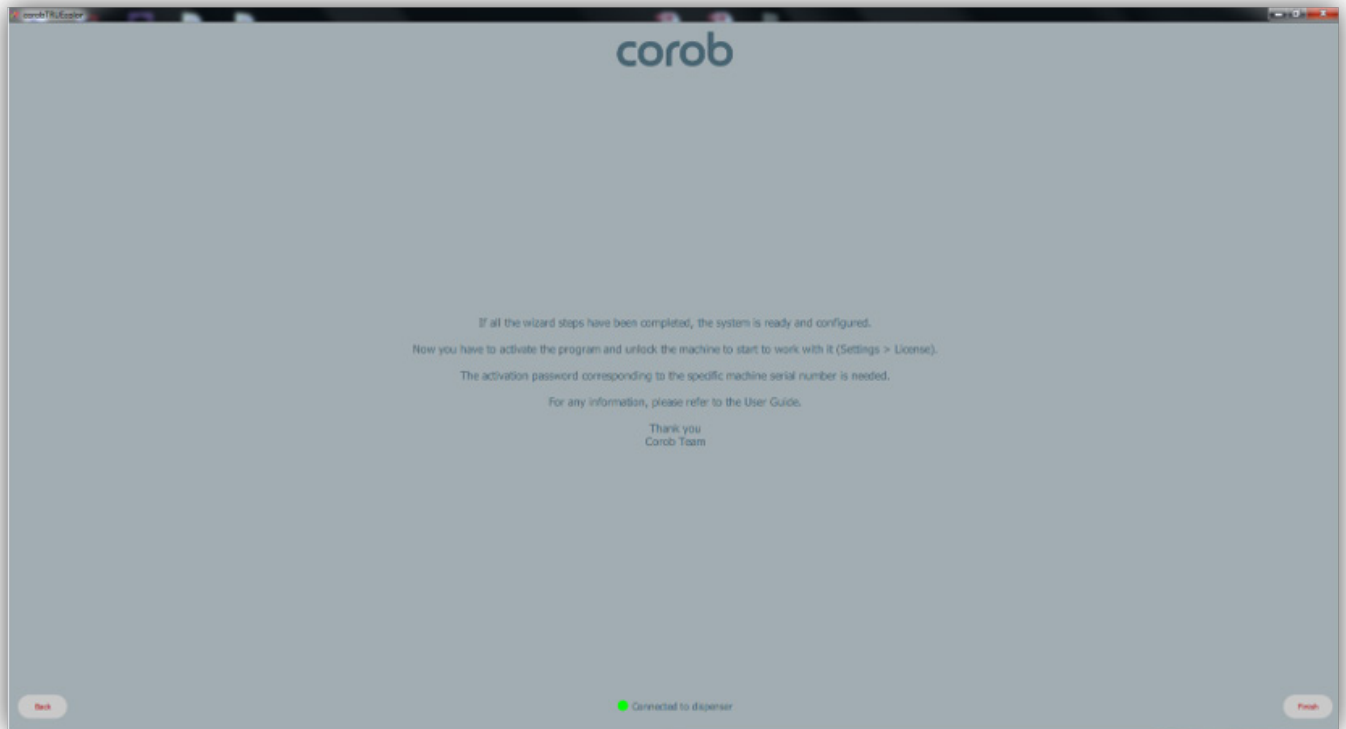 corobTRUEcolor
corob
If all the wizard steps have been completed, the system is ready and configured.
Now you have to activate the program and unlock the machine to start to work with it (Settings > License).
The activation password corresponding to the specific machine serial number is needed.
For any information, please refer to the User Guide.
Thank you
Corob Team
Back
Connected to dispenser
Finish